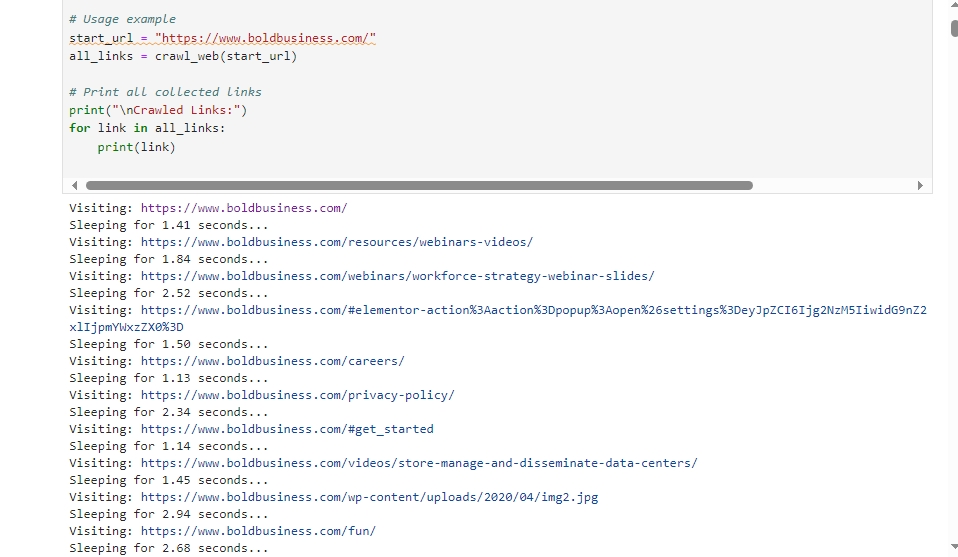 # Usage example
start_url = "https://www.boldbusiness.com/"
all_links = crawl_web(start_url)
# Print all collected links
print("\nCrawled Links:")
for link in all_links:
    print(link)
Visiting: https://www.boldbusiness.com/
Sleeping for 1.41 seconds...
Visiting: https://www.boldbusiness.com/resources/webinars-videos/
Sleeping for 1.84 seconds...
Visiting: https://www.boldbusiness.com/webinars/workforce-strategy-webinar-slides/
Sleeping for 2.52 seconds...
Visiting: https://www.boldbusiness.com/#elementor-action%3Aaction%3Dpopup%3Aopen%26settings%3DeyJpZCI6Ijg2NzM5IiwidG9nZ2
xlIjpmYWxzZX0%3D
Sleeping for 1.50 seconds...
Visiting: https://www.boldbusiness.com/careers/
Sleeping for 1.13 seconds...
Visiting: https://www.boldbusiness.com/privacy-policy/
Sleeping for 2.34 seconds...
Visiting: https://www.boldbusiness.com/#get_started
Sleeping for 1.14 seconds...
Visiting: https://www.boldbusiness.com/videos/store-manage-and-disseminate-data-centers/
Sleeping for 1.45 seconds...
Visiting: https://www.boldbusiness.com/wp-content/uploads/2020/04/img2.jpg
Sleeping for 2.94 seconds...
Visiting: https://www.boldbusiness.com/fun/
Sleeping for 2.68 seconds...